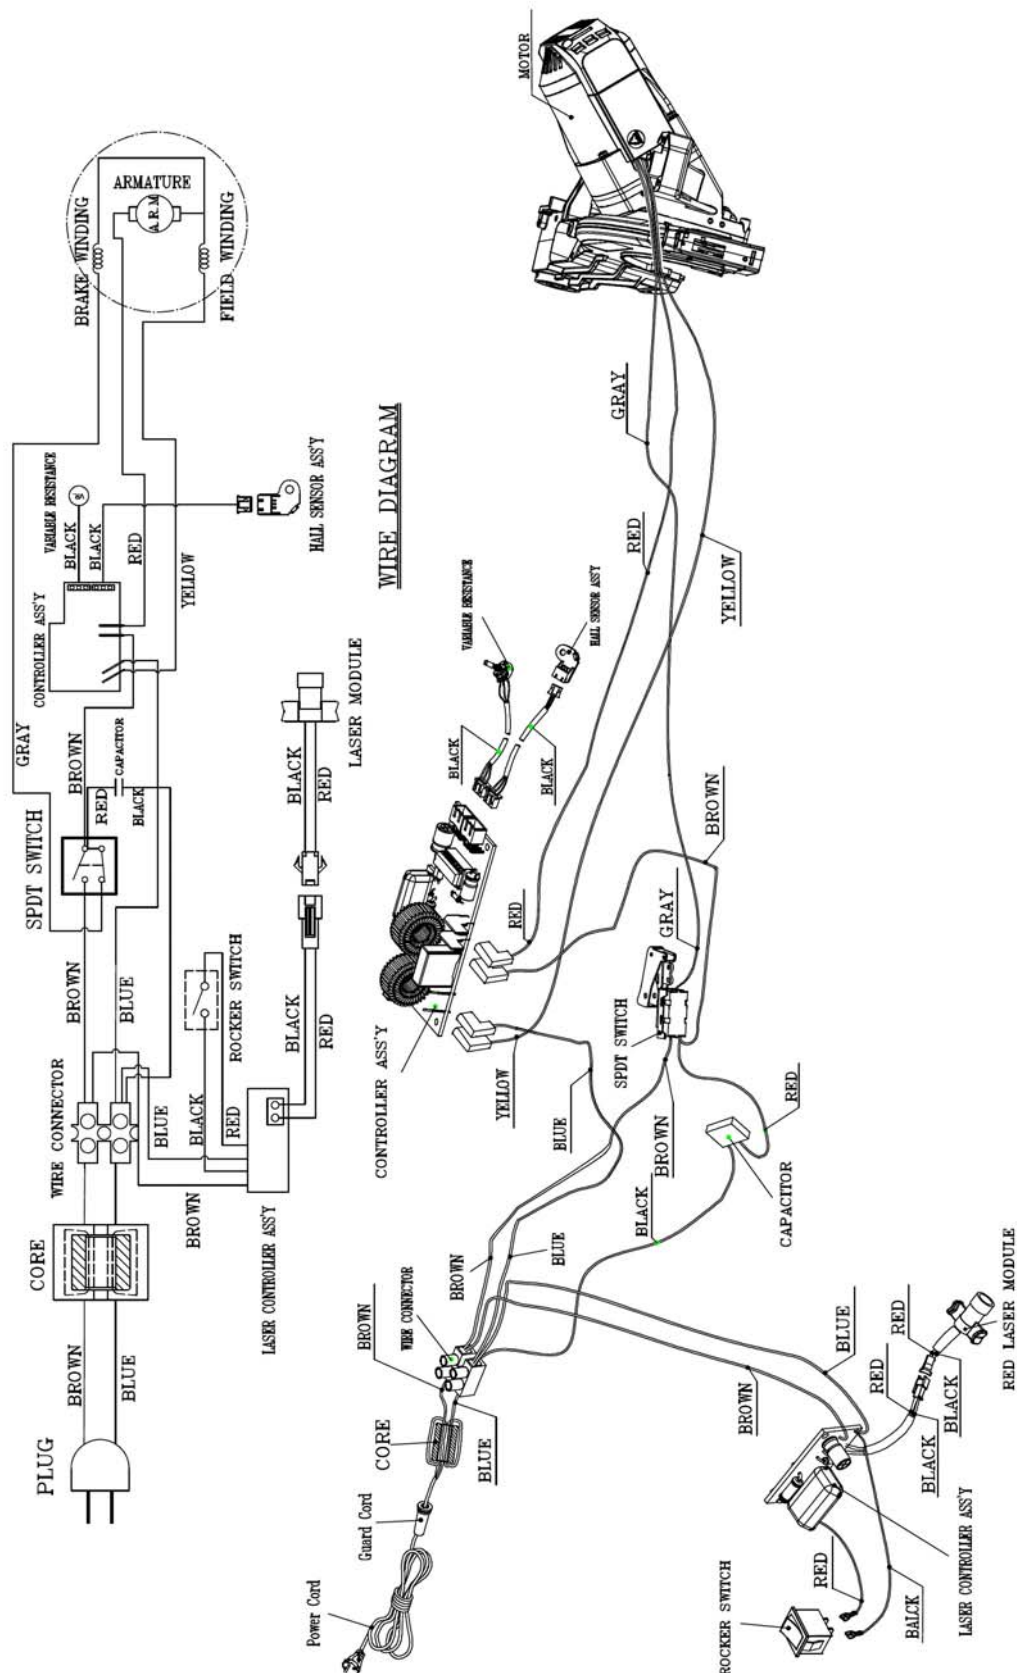 PLUG
BROWN
BLUE
CORE
WIRE CONNECTOR
BROWN
BLUE
BROWN
BLUE
BLACK
RED
ROCKER SWITCH
LASER CONTROLLER ASS'Y
BLACK
RED
BLACK
RED
LASER MODULE
SPDT SWITCH
GRAY
BROWN
RED
CAPACITOR
BLACK
CONTROLLER ASS'Y
VARIABLE RESISTANCE
VR
BLACK
BLACK
RED
YELLOW
HALL SENSOR ASS'Y
BRAKE WINDING
ARMATURE
A.R.M
FIELD WINDING
WIRE DIAGRAM
Power Cord
Guard Cord
CORE
BROWN
WIRE CONNECTOR
BLUE
BROWN
BLUE
CONTROLLER ASS'Y
BLACK
BLACK
VARIABLE RESISTANCE
HALL SENSOR ASS'Y
YELLOW
BLUE
RED
RED
GRAY
YELLOW
MOTOR
SPDT SWITCH
GRAY
BROWN
BROWN
BLACK
RED
CAPACITOR
BROWN
BLUE
ROCKER SWITCH
RED
BALCK
LASER CONTROLLER ASS'Y
RED
BLACK
RED
BLACK
RED LASER MODULE